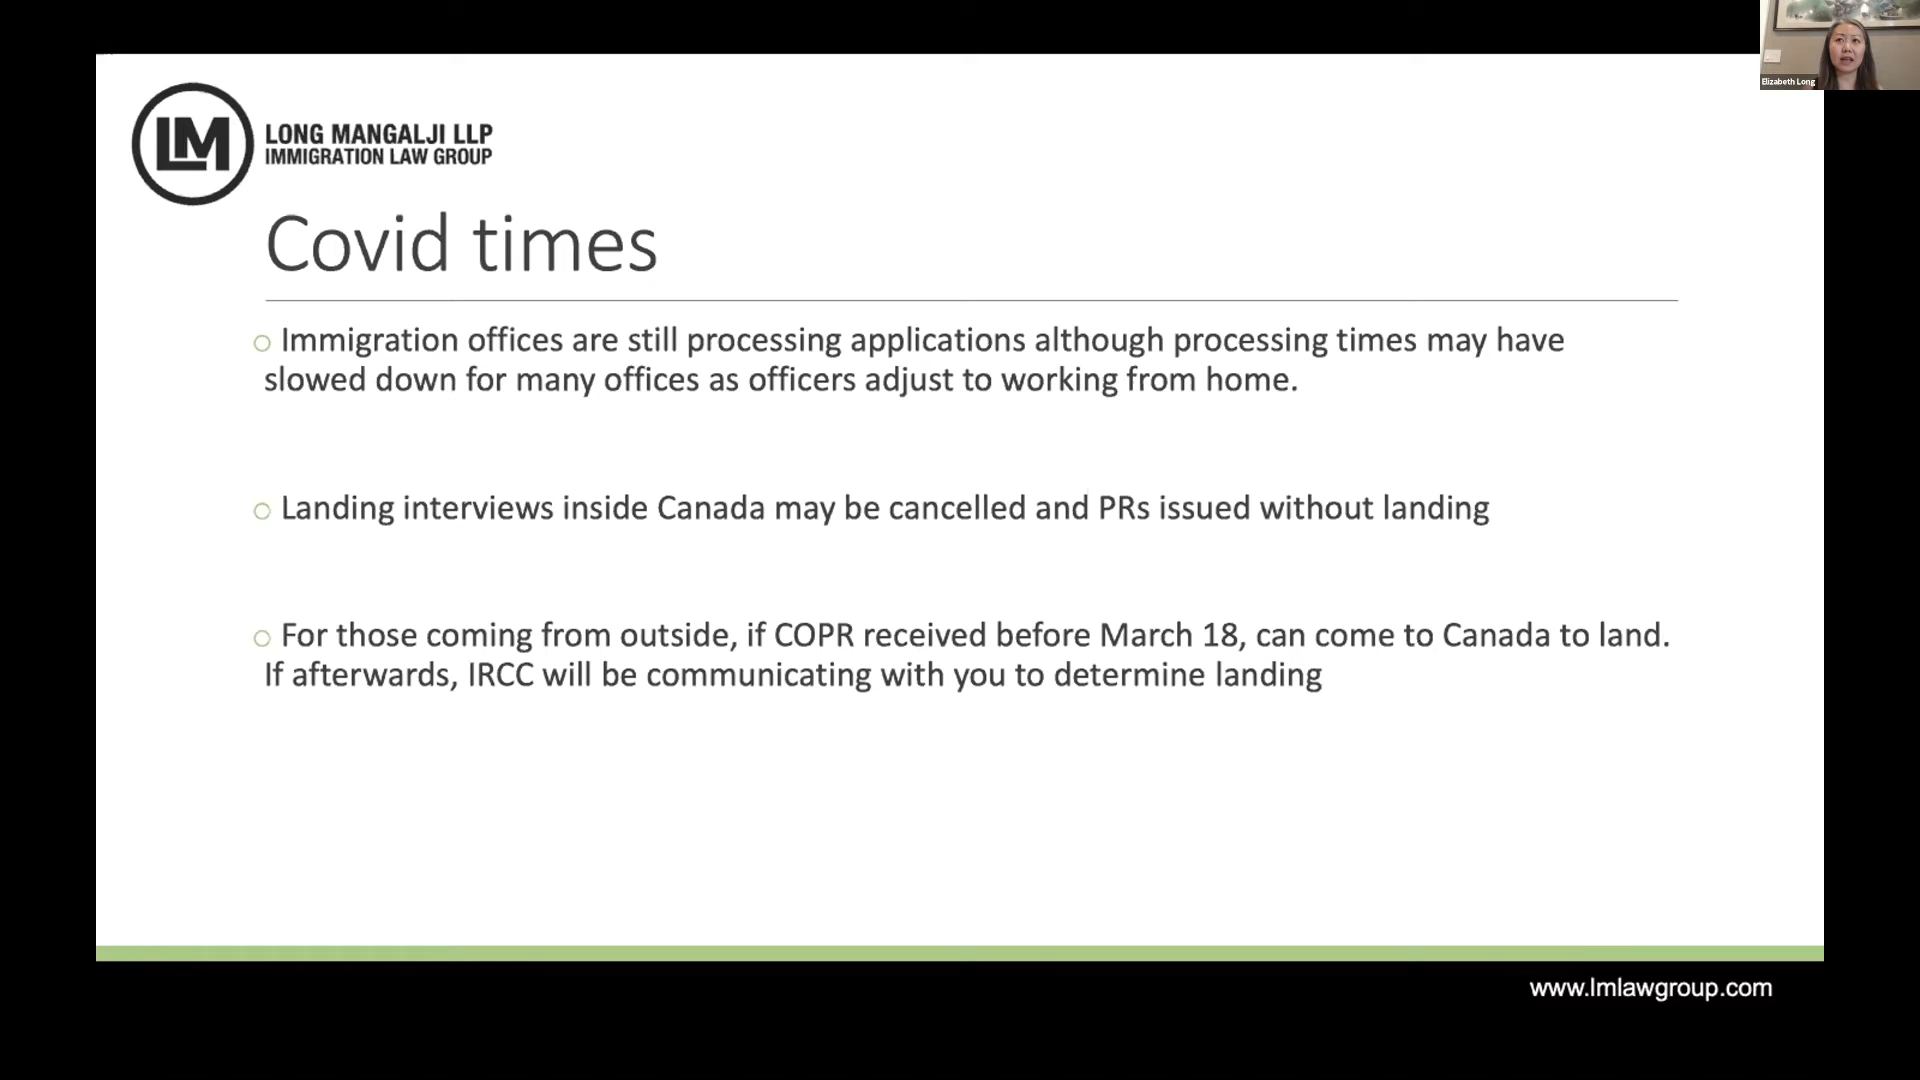 Elizabeth Long
LM
LONG MANGALJI LLP
IMMIGRATION LAW GROUP
Covid times
o Immigration offices are still processing applications although processing times may have
slowed down for many offices as officers adjust to working from home.
o Landing interviews inside Canada may be cancelled and PRs issued without landing
o For those coming from outside, if COPR received before March 18, can come to Canada to land.
If afterwards, IRCC will be communicating with you to determine landing
www.lmlawgroup.com